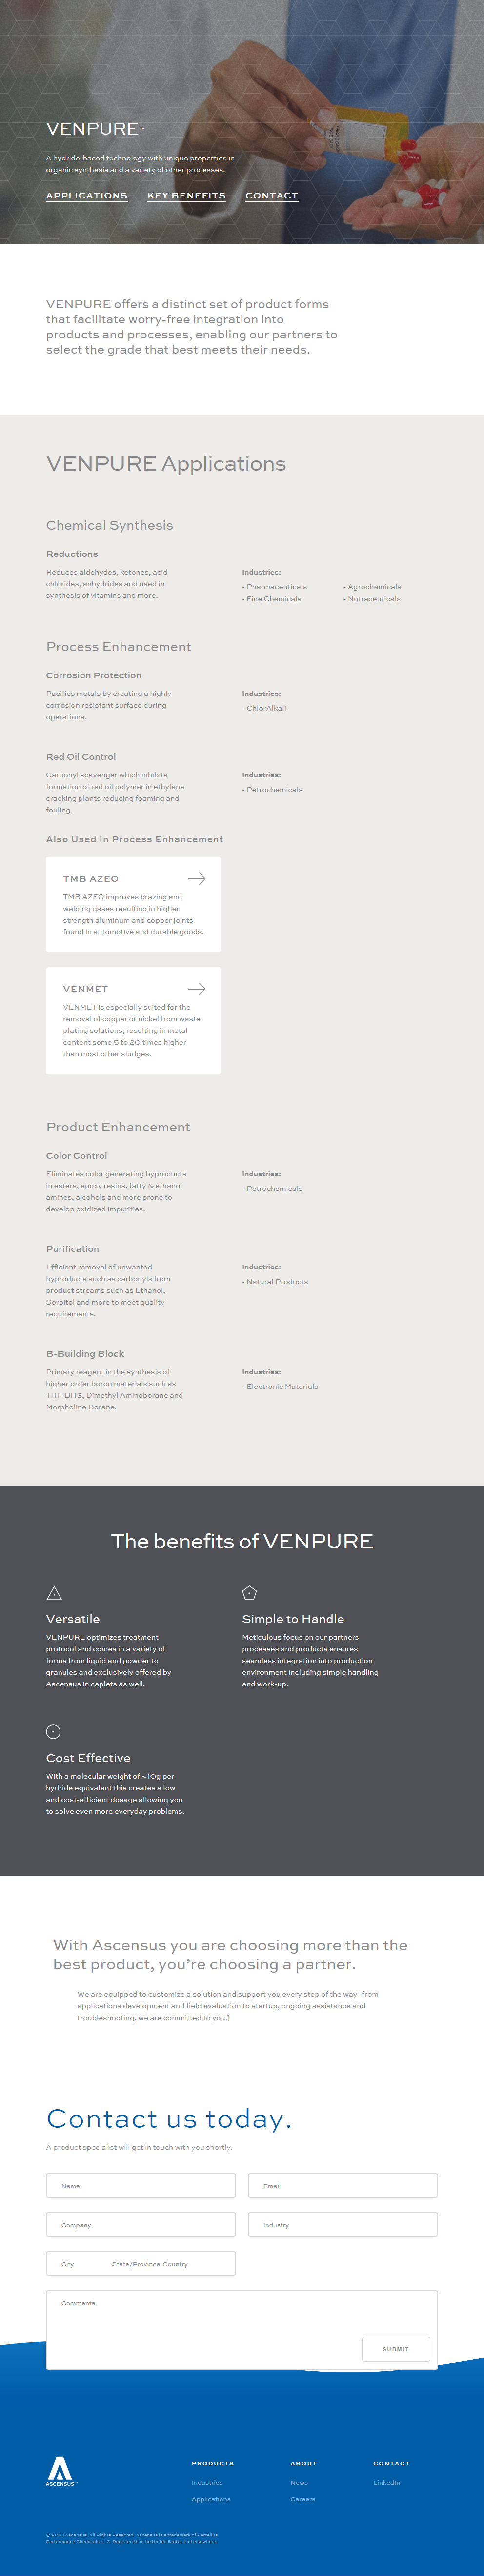 VENPURE™
A hydride-based technology with unique properties in
organic synthesis and a variety of other processes.
APPLICATIONS KEY BENEFITS CONTACT
VENPURE offers a distinct set of product forms
that facilitate worry-free integration into
products and processes, enabling our partners to
select the grade that best meets their needs.
VENPURE Applications
Chemical Synthesis
Reductions
Reduces aldehydes, ketones, acid
chlorides, anhydrides and used in
synthesis of vitamins and more.
Industries:
- Pharmaceuticals
- Fine Chemicals
- Agrochemicals
- Nutraceuticals
Process Enhancement
Corrosion Protection
Pacifies metals by creating a highly
corrosion resistant surface during
operations.
Industries:
- ChlorAlkali
Red Oil Control
Carbonyl scavenger which inhibits
formation of red oil polymer in ethylene
cracking plants reducing foaming and
fouling.
Industries:
- Petrochemicals
Also Used In Process Enhancement
TMB AZEO
TMB AZEO improves brazing and
welding gases resulting in higher
strength aluminum and copper joints
found in automotive and durable goods.
VENMET
VENMET is especially suited for the
removal of copper or nickel from waste
plating solutions, resulting in metal
content some 5 to 20 times higher
than most other sludges.
Product Enhancement
Color Control
Eliminates color generating byproducts
in esters, epoxy resins, fatty & ethanol
amines, alcohols and more prone to
develop oxidized impurities.
Industries:
- Petrochemicals
Purification
Efficient removal of unwanted
byproducts such as carbonyls from
product streams such as Ethanol,
Sorbitol and more to meet quality
requirements.
Industries:
- Natural Products
B-Building Block
Primary reagent in the synthesis of
higher order boron materials such as
THF-BH3, Dimethyl Aminoborane and
Morpholine Borane.
Industries:
- Electronic Materials
The benefits of VENPURE
Versatile
VENPURE optimizes treatment
protocol and comes in a variety of
forms from liquid and powder to
granules and exclusively offered by
Ascensus in caplets as well.
Simple to Handle
Meticulous focus on our partners
processes and products ensures
seamless integration into production
environment including simple handling
and work-up.
Cost Effective
With a molecular weight of ~10g per
hydride equivalent this creates a low
and cost-efficient dosage allowing you
to solve even more everyday problems.
With Ascensus you are choosing more than the
best product, you're choosing a partner.
We are equipped to customize a solution and support you every step of the way–from
applications development and field evaluation to startup, ongoing assistance and
troubleshooting, we are committed to you.}
Contact us today.
A product specialist will get in touch with you shortly.
Name
Email
Company
Industry
City State/Province Country
Comments
SUBMIT
ASCENSUS™
PRODUCTS
Industries
Applications
ABOUT
News
Careers
CONTACT
LinkedIn
© 2018 Ascensus. All Rights Reserved. Ascensus is a trademark of Vertellus
Performance Chemicals LLC. Registered in the United States and elsewhere.